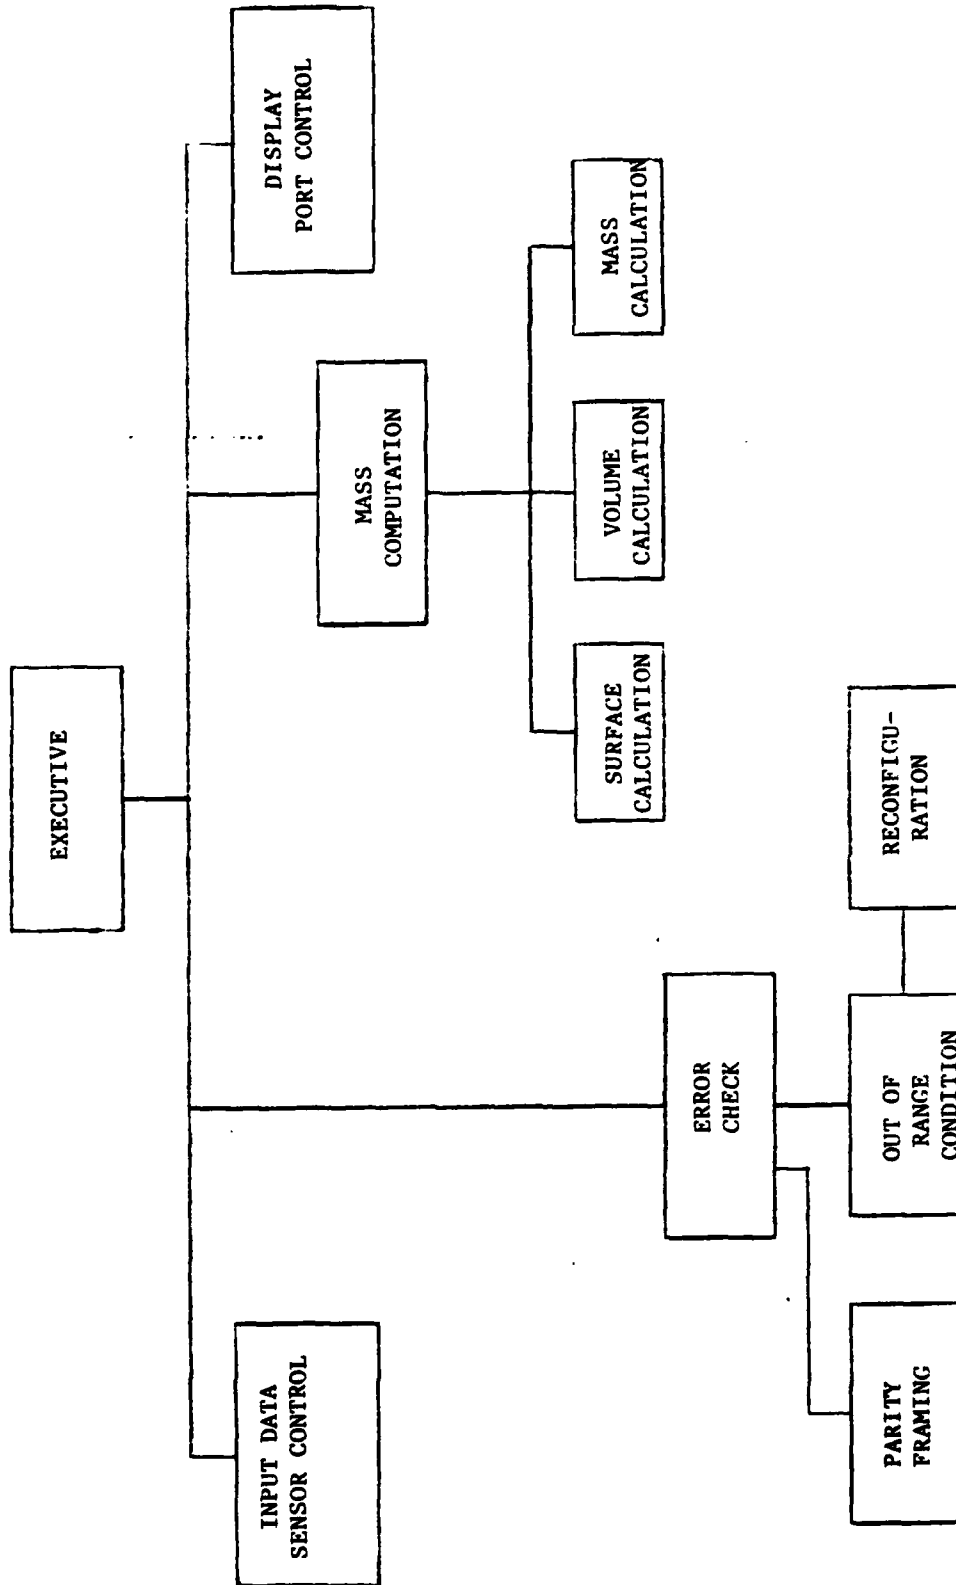 EXECUTIVE
INPUT DATA
SENSOR CONTROL
DISPLAY
PORT CONTROL
MASS
COMPUTATION
SURFACE
CALCULATION
VOLUME
CALCULATION
MASS
CALCULATION
ERROR
CHECK
PARITY
FRAMING
OUT OF
RANGE
CONDITION
RECONFIGU-
RATION